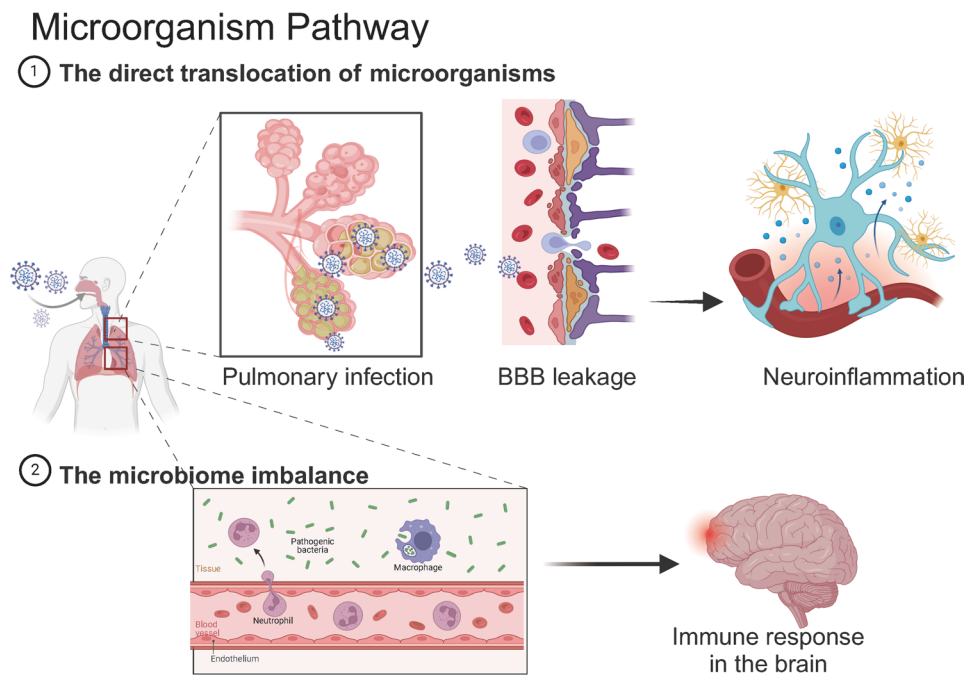 Microorganism Pathway
1 The direct translocation of microorganisms
Pulmonary infection
BBB leakage
Neuroinflammation
2 The microbiome imbalance
Pathogenic
bacteria
Macrophage
Tissue
Neutrophil
Blood
vessel
Endothelium
Immune response
in the brain